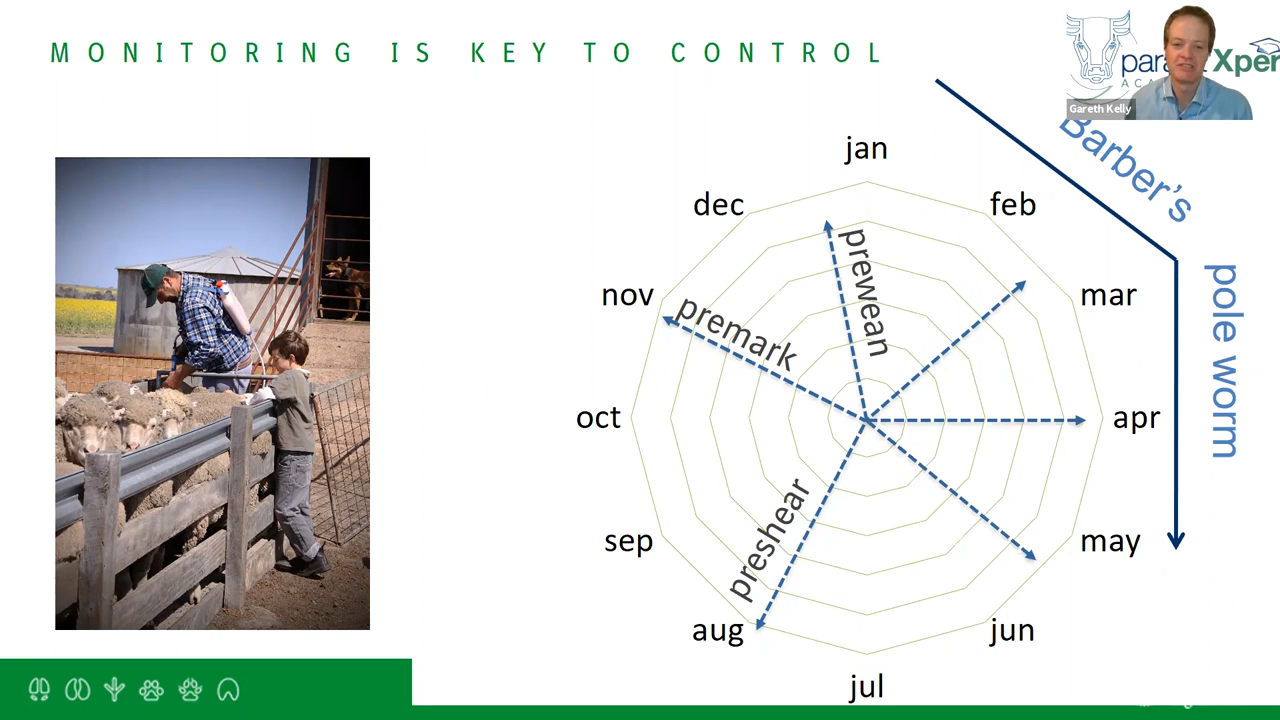 MONITORING IS KEY TO CONTROL
Xper
Gareth Kelly
Barber's
pole worm
jan
feb
mar
apr
may
jun
jul
aug
sep
oct
nov
dec
prewean
premark
preshear